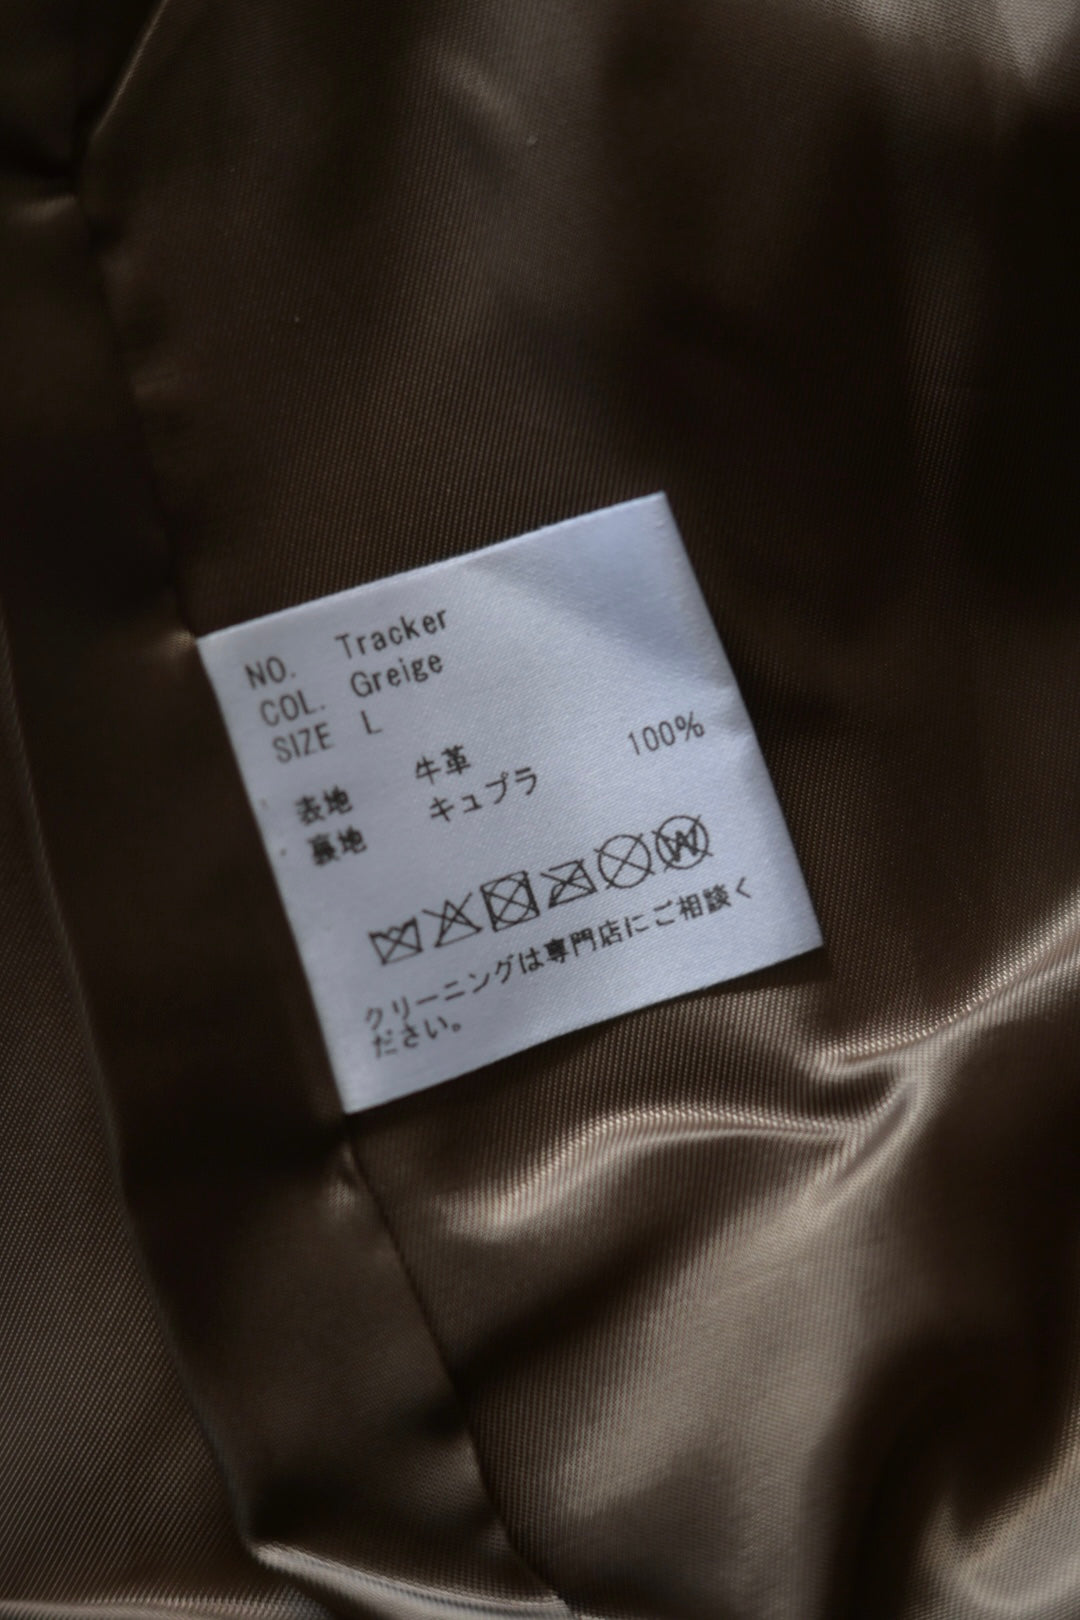 NO. Tracker
COL. Greige
SIZE L
表地 牛革
裏地 キュプラ 100%
クリーニングは専門店にご相談く
ださい。